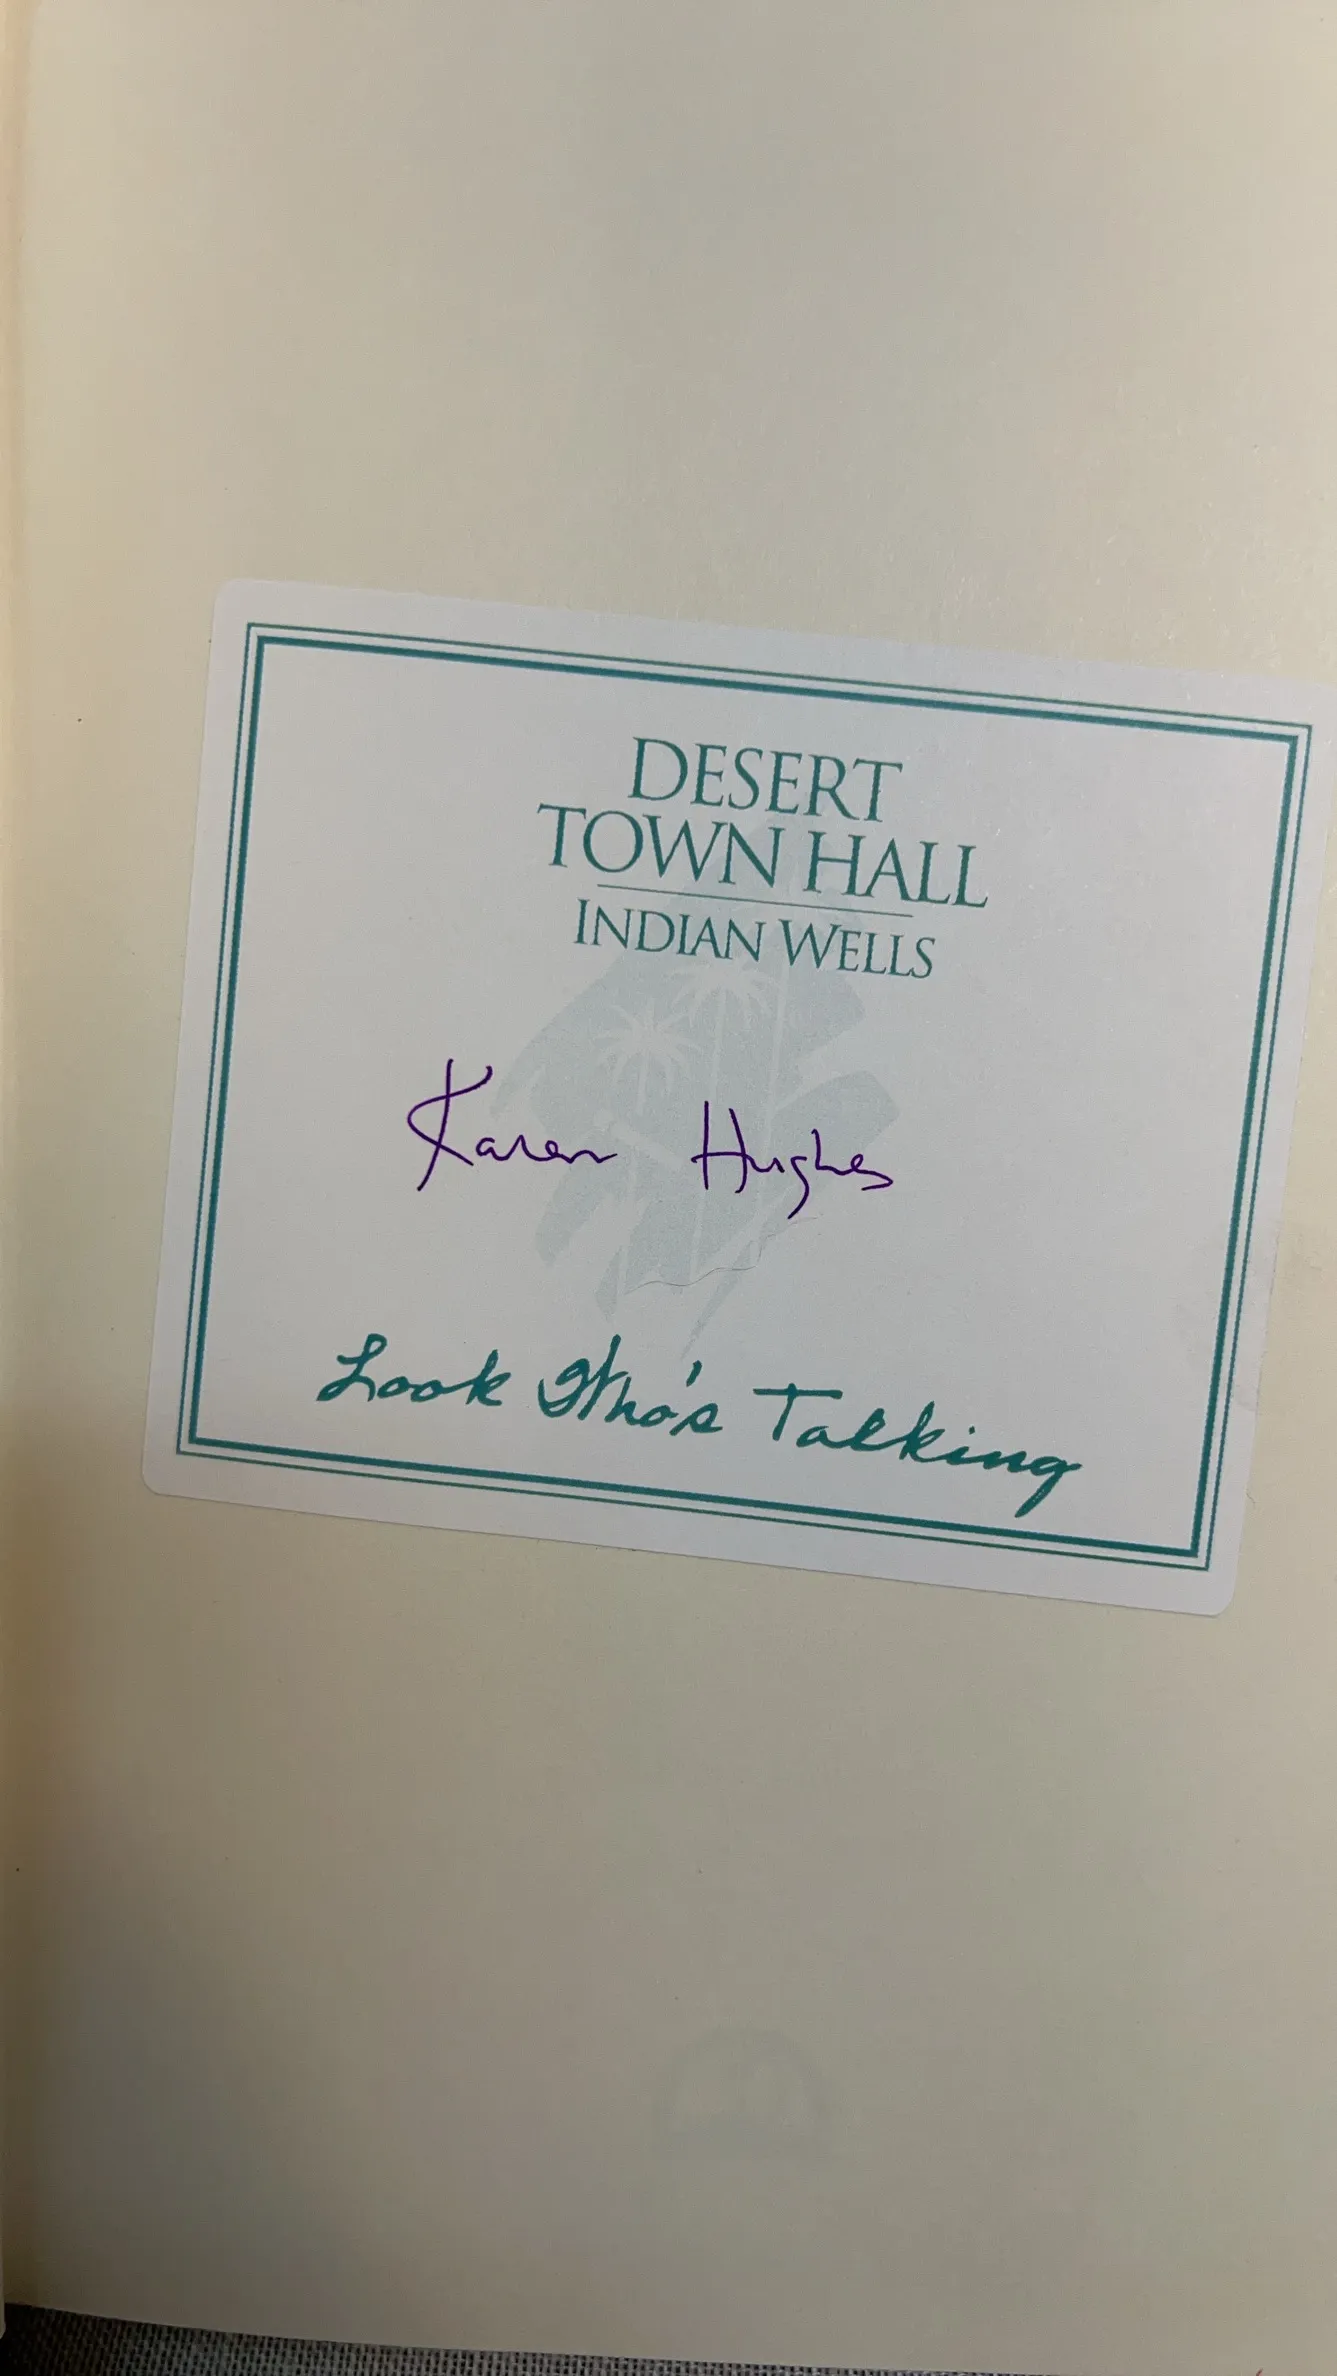 DESERT
TOWN HALL
INDIAN WELLS
Karen Hughes
Look Who's Talking